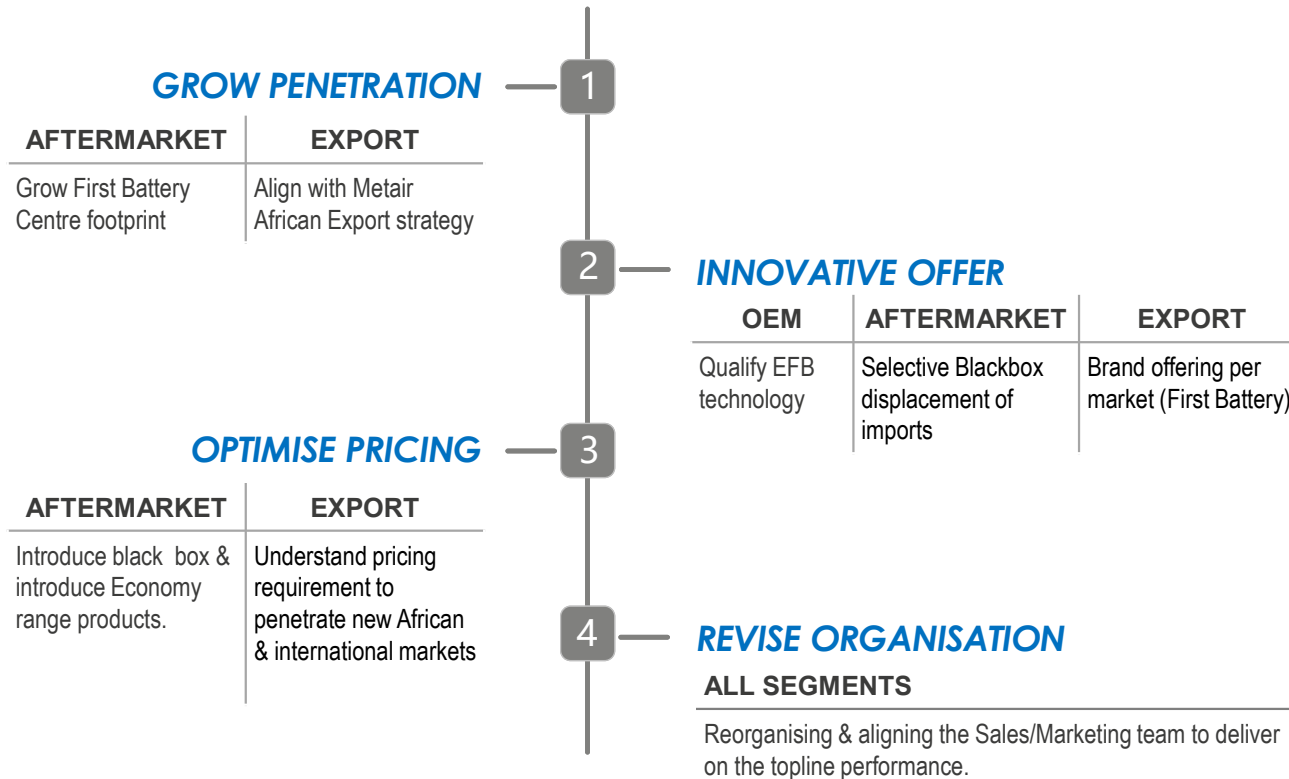 GROW PENETRATION
1
AFTERMARKET EXPORT
Grow First Battery
Centre footprint
Align with Metair
African Export strategy
2
INNOVATIVE OFFER
OEM AFTERMARKET EXPORT
Qualify EFB
technology
Selective Blackbox
displacement of
imports
Brand offering per
market (First Battery)
OPTIMISE PRICING
3
AFTERMARKET EXPORT
Introduce black box &
introduce Economy
range products.
Understand pricing
requirement to
penetrate new African
& international markets
4
REVISE ORGANISATION
ALL SEGMENTS
Reorganising & aligning the Sales/Marketing team to deliver
on the topline performance.